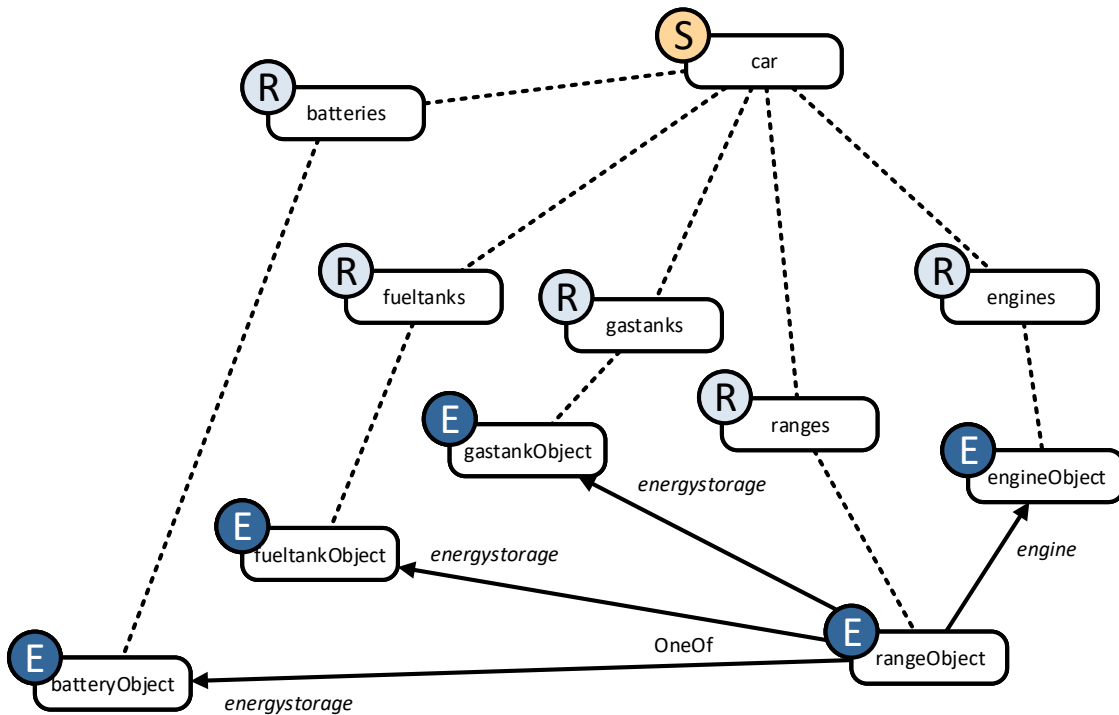 S
car
R
batteries
R
fueltanks
R
gastanks
R
engines
R
ranges
E
gastankObject
E
engineObject
energystorage
E
fueltankObject
energystorage
engine
E
rangeObject
OneOf
E
batteryObject
energystorage